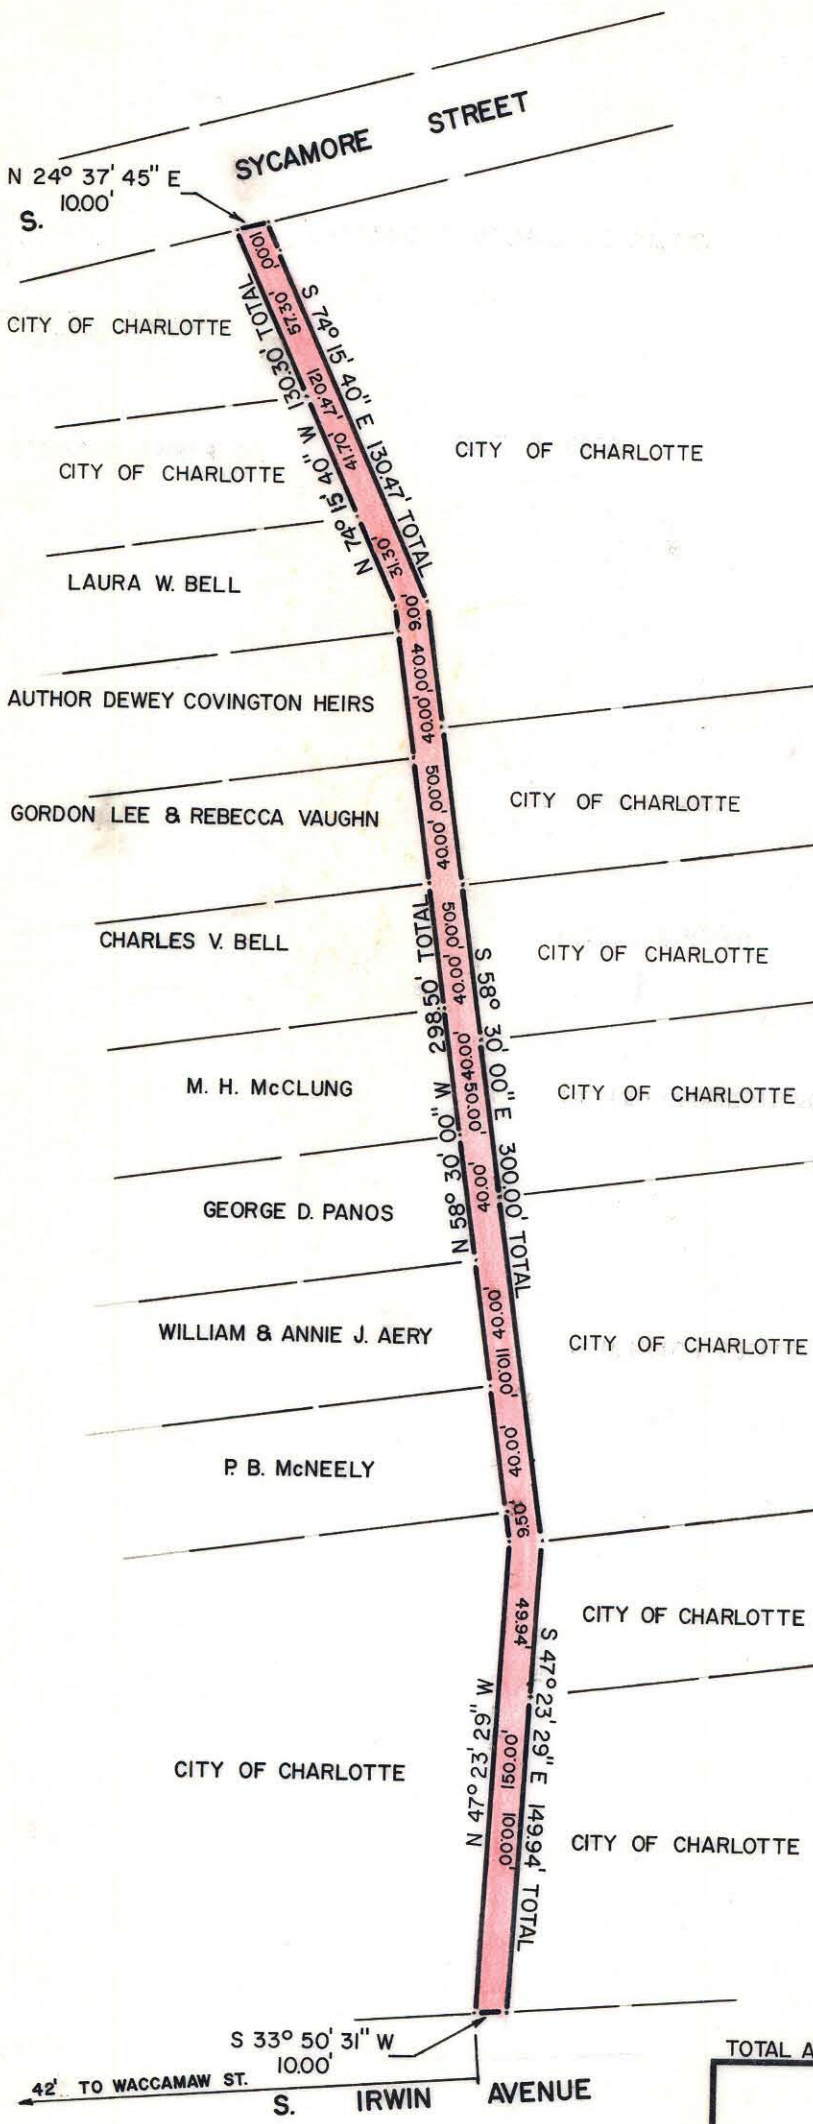 SYCAMORE STREET
N 24° 37' 45" E
10.00'
S.
10.00'
57.30'
130.30' TOTAL
S 74° 15' 40" E 130.47' TOTAL
120.47'
41.70'
N 74° 15' 40" W
31.30'
CITY OF CHARLOTTE
CITY OF CHARLOTTE
CITY OF CHARLOTTE
LAURA W. BELL
9.00'
40.00'
AUTHOR DEWEY COVINGTON HEIRS
40.00'
50.00'
CITY OF CHARLOTTE
GORDON LEE & REBECCA VAUGHN
40.00'
50.00'
CHARLES V. BELL
CITY OF CHARLOTTE
40.00'
298.50' TOTAL
N 58° 30' 00" W
S 58° 30' 00" E 300.00' TOTAL
40.00'
50.00'
M. H. McCLUNG
CITY OF CHARLOTTE
40.00'
GEORGE D. PANOS
40.00'
110.00'
WILLIAM & ANNIE J. AERY
CITY OF CHARLOTTE
40.00'
P. B. McNEELY
9.50'
49.94'
CITY OF CHARLOTTE
N 47° 23' 29" W
S 47° 23' 29" E 149.94' TOTAL
150.00'
100.00'
CITY OF CHARLOTTE
CITY OF CHARLOTTE
S 33° 50' 31" W
10.00'
TOTAL A
42' TO WACCAMAW ST.
S. IRWIN AVENUE